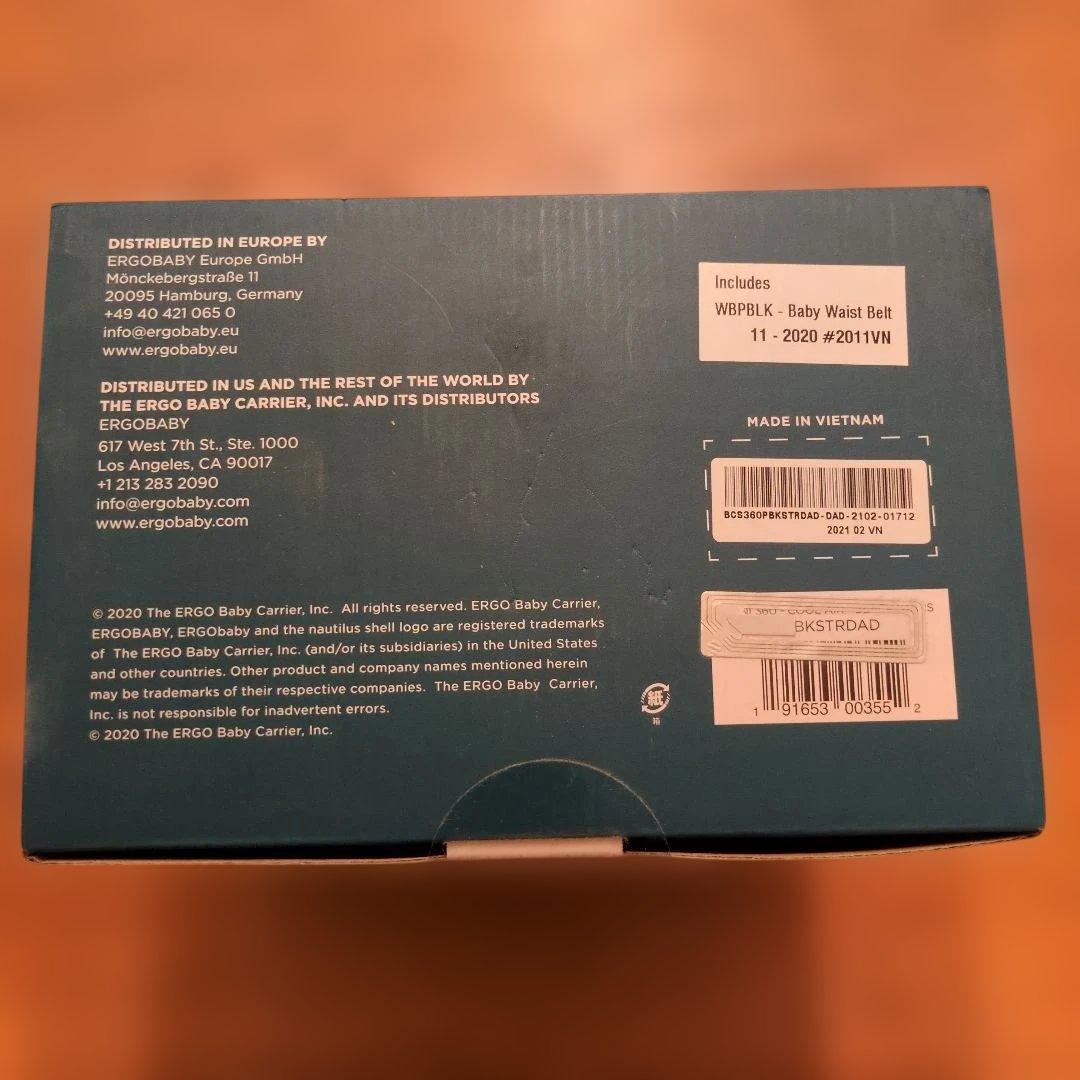 DISTRIBUTED IN EUROPE BY
ERGOBABY Europe GmbH
Mönckebergstraße 11
20095 Hamburg, Germany
+49 40 421 065 0
info@ergobaby.eu
www.ergobaby.eu
DISTRIBUTED IN US AND THE REST OF THE WORLD BY
THE ERGO BABY CARRIER, INC. AND ITS DISTRIBUTORS
ERGOBABY
617 West 7th St., Ste. 1000
Los Angeles, CA 90017
+1 213 283 2090
info@ergobaby.com
www.ergobaby.com
© 2020 The ERGO Baby Carrier, Inc. All rights reserved. ERGO Baby Carrier,
ERGOBABY, ERGObaby and the nautilus shell logo are registered trademarks
of The ERGO Baby Carrier, Inc. (and/or its subsidiaries) in the United States
and other countries. Other product and company names mentioned herein
may be trademarks of their respective companies. The ERGO Baby Carrier,
Inc. is not responsible for inadvertent errors.
© 2020 The ERGO Baby Carrier, Inc.
Includes
WBPBLK - Baby Waist Belt
11 - 2020 #2011VN
MADE IN VIETNAM
BCS360PBKSTRDAD-DAD-2102-01712
2021 02 VN
360 - COOL AIR
BKSTRDAD
1 91653 00355 2
紙
箱